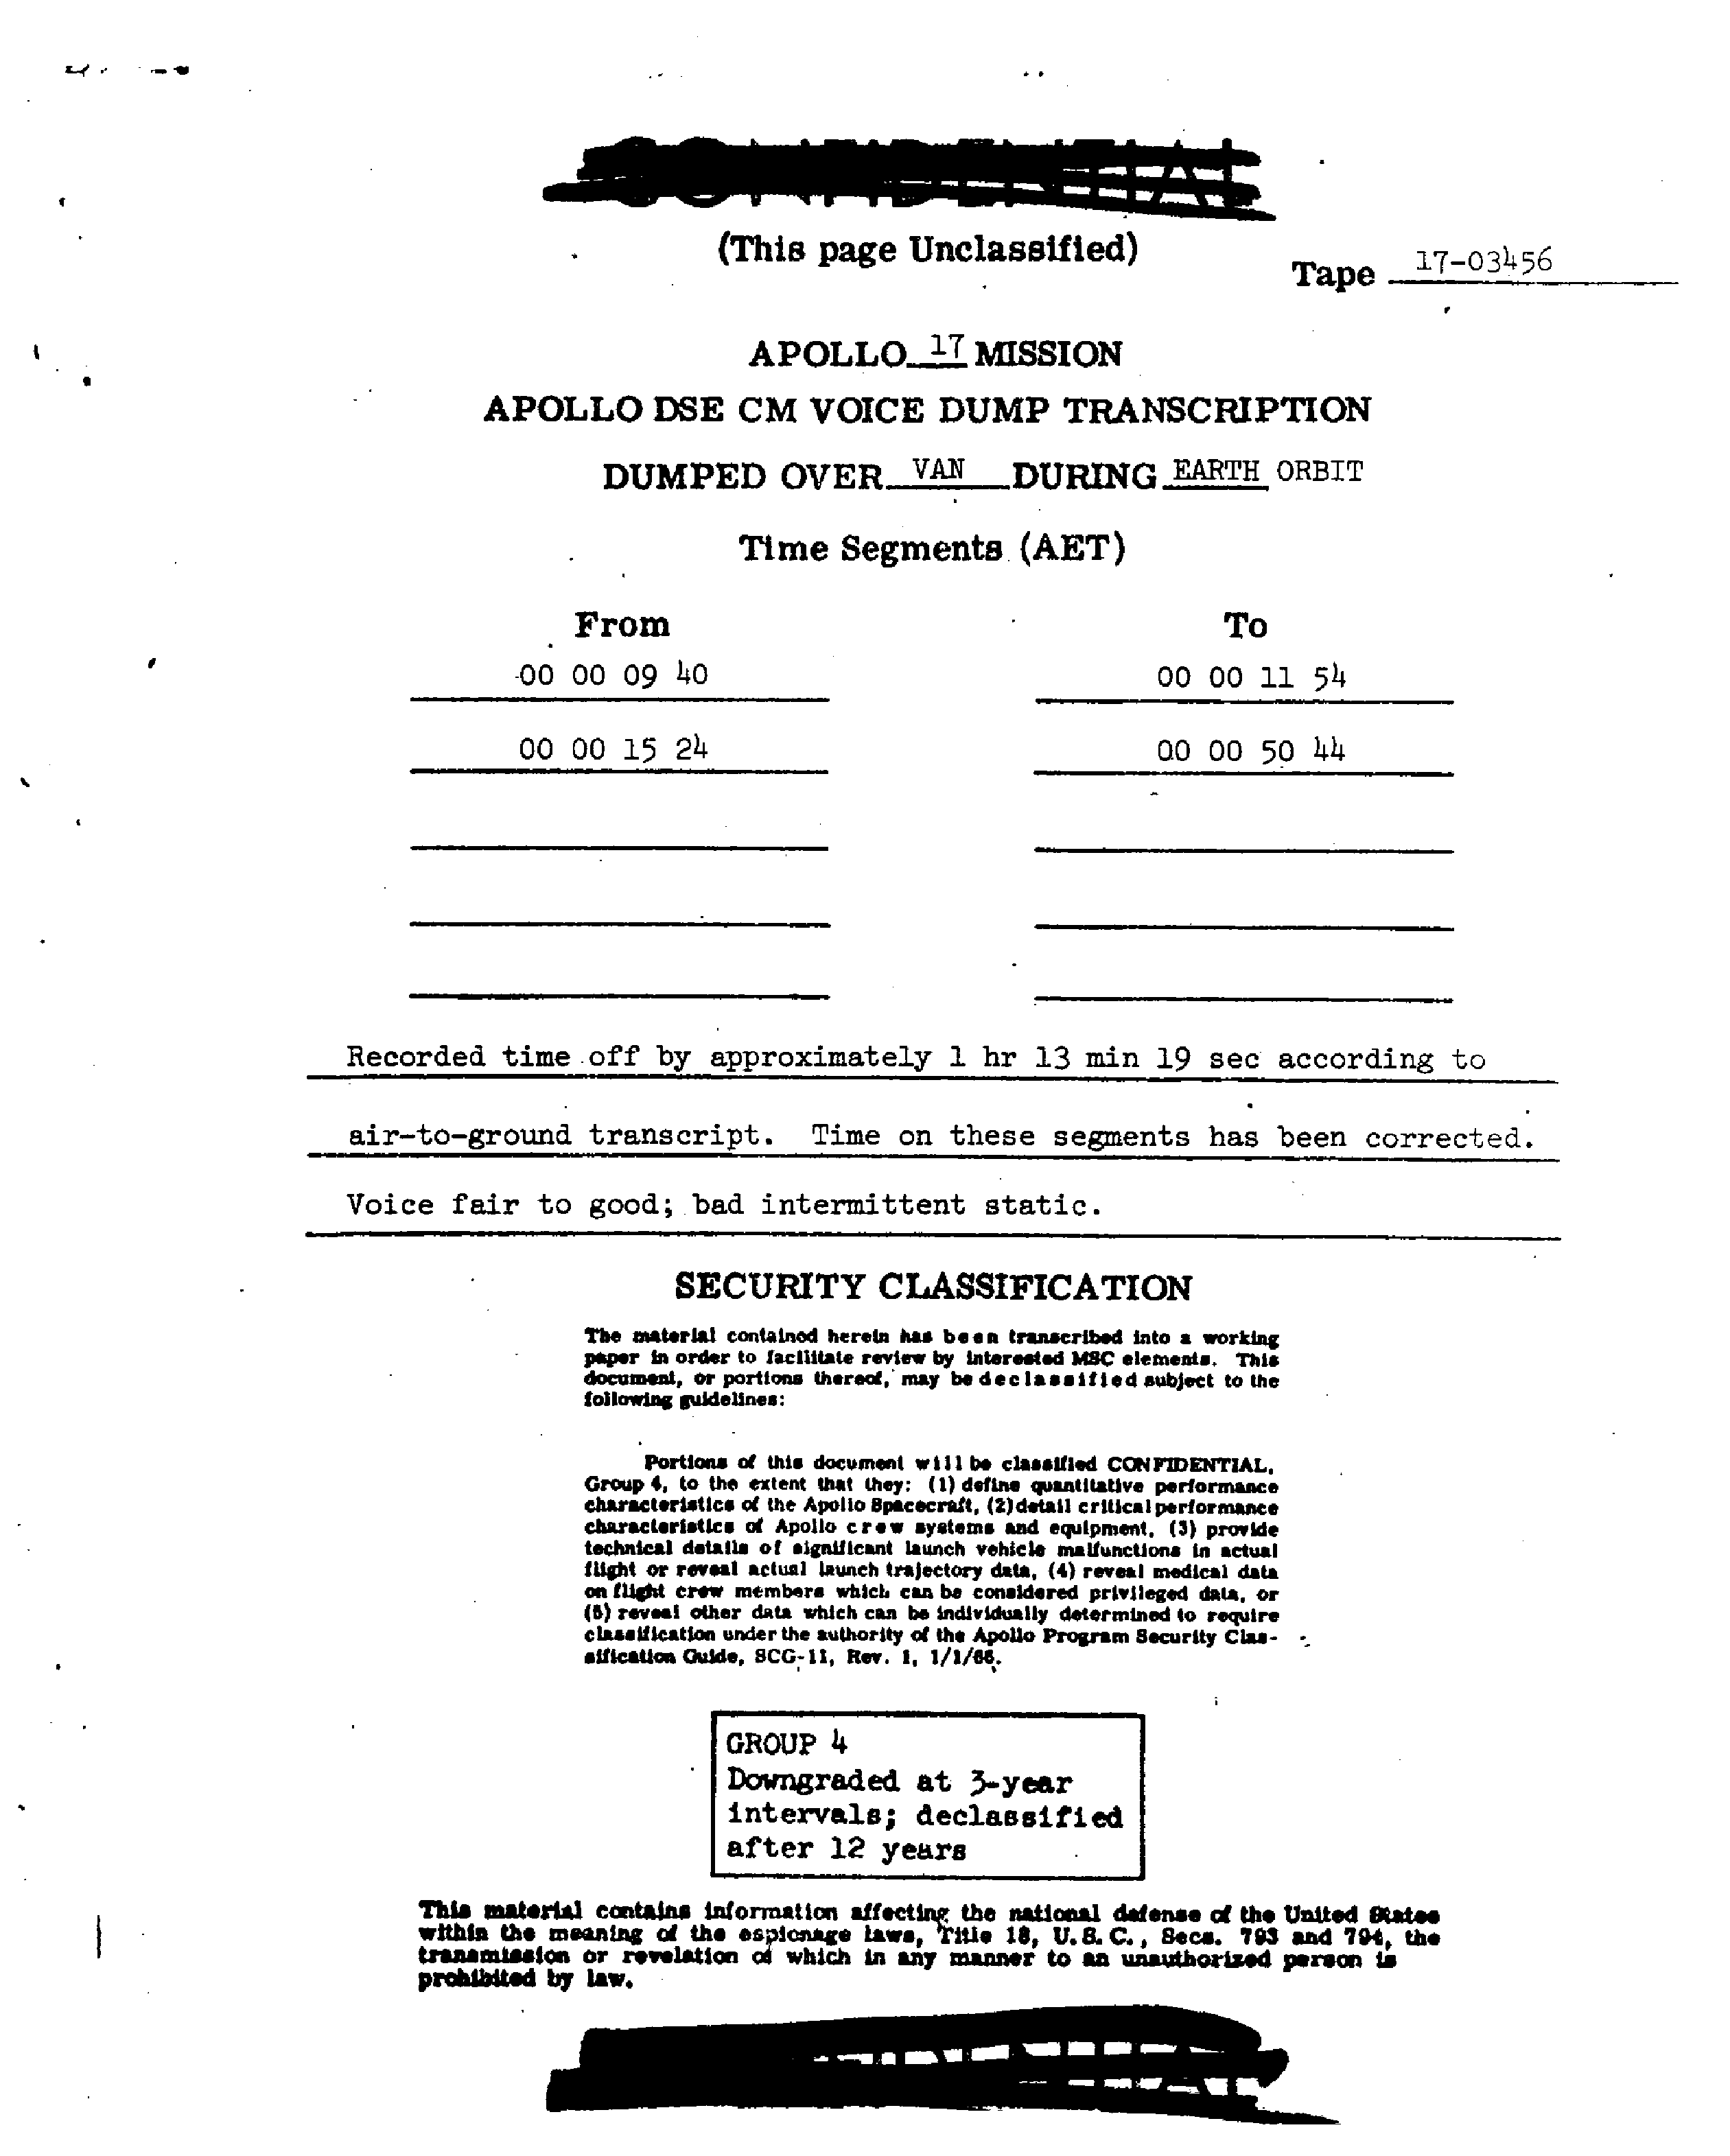 (This page Unclassified)
Tape 17-03456
APOLLO 17 MISSION
APOLLO DSE CM VOICE DUMP TRANSCRIPTION
DUMPED OVER VAN DURING EARTH ORBIT
Time Segments (AET)
From To
00 00 09 40 00 00 11 54
00 00 15 24 00 00 50 44
Recorded time off by approximately 1 hr 13 min 19 sec according to
air-to-ground transcript. Time on these segments has been corrected.
Voice fair to good; bad intermittent static.
SECURITY CLASSIFICATION
The material contained herein has been transcribed into a working
paper in order to facilitate review by interested MSC elements. This
document, or portions thereof, may be declassified subject to the
following guidelines:
Portions of this document will be classified CONFIDENTIAL,
Group 4, to the extent that they: (1) define quantitative performance
characteristics of the Apollo Spacecraft, (2) detail critical performance
characteristics of Apollo crew systems and equipment, (3) provide
technical details of significant launch vehicle malfunctions in actual
flight or reveal actual launch trajectory data, (4) reveal medical data
on flight crew members which can be considered privileged data, or
(5) reveal other data which can be individually determined to require
classification under the authority of the Apollo Program Security Clas-
sification Guide, SCG-11, Rev. 1, 1/1/66.
GROUP 4
Downgraded at 3-year
intervals; declassified
after 12 years
This material contains information affecting the national defense of the United States
within the meaning of the espionage laws, Title 18, U.S.C., Secs. 793 and 794, the
transmission or revelation of which in any manner to an unauthorized person is
prohibited by law.